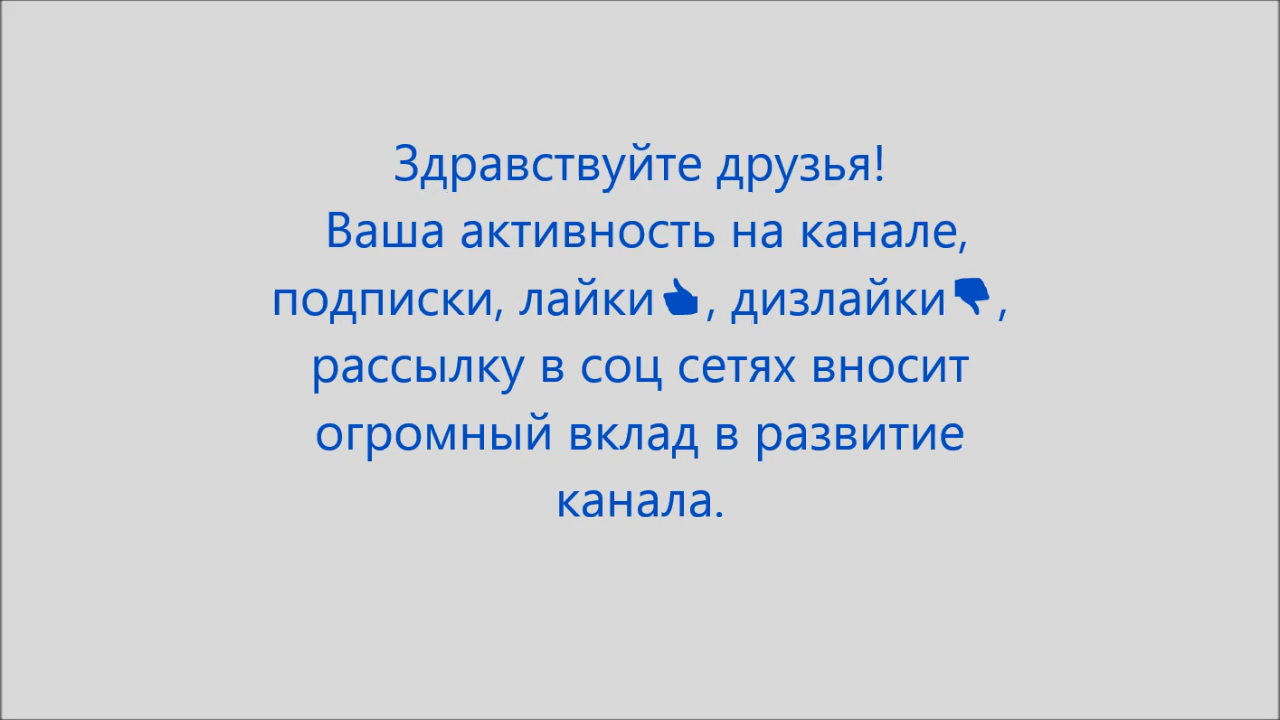 Здравствуйте друзья!
Ваша активность на канале,
подписки, лайки👍, дизлайки👎,
рассылку в соц сетях вносит
огромный вклад в развитие
канала.